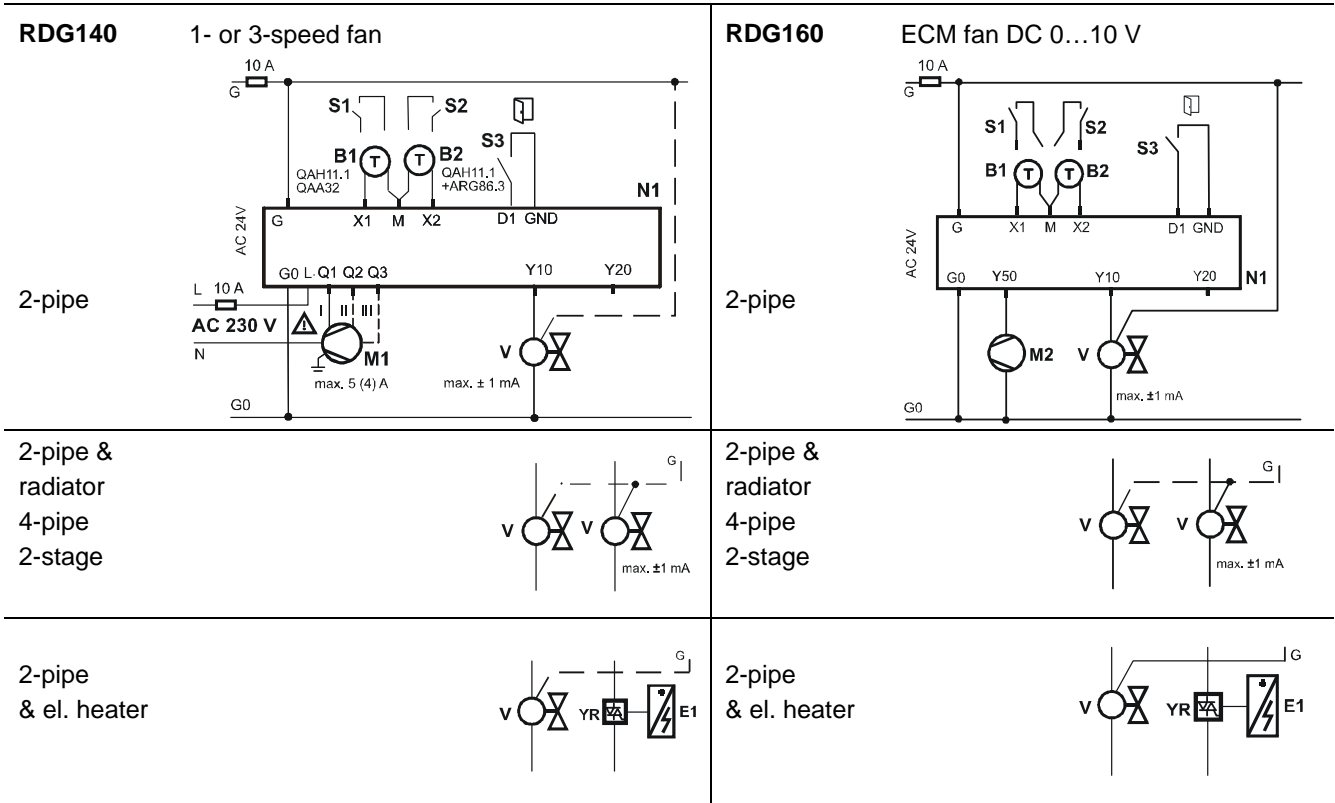 RDG140 1- or 3-speed fan
10 A
G
S1 S2
S3
B1 T T B2
QAH11.1 QAH11.1
QAA32 +ARG86.3
N1
AC 24V
G X1 M X2 D1 GND
G0 L Q1 Q2 Q3 Y10 Y20
2-pipe
L 10 A
I II III
AC 230 V
N
M1
V
max. 5 (4) A max. ± 1 mA
G0
RDG160 ECM fan DC 0…10 V
10 A
G
S1 S2
S3
B1 T T B2
AC 24V
G X1 M X2 D1 GND
G0 Y50 Y10 Y20 N1
2-pipe
M2 V
max. ±1 mA
G0
2-pipe &
radiator
4-pipe
2-stage
G
V V
max. ±1 mA
2-pipe &
radiator
4-pipe
2-stage
G
V V
max. ±1 mA
2-pipe
& el. heater
G
V YR E1
2-pipe
& el. heater
G
V YR E1